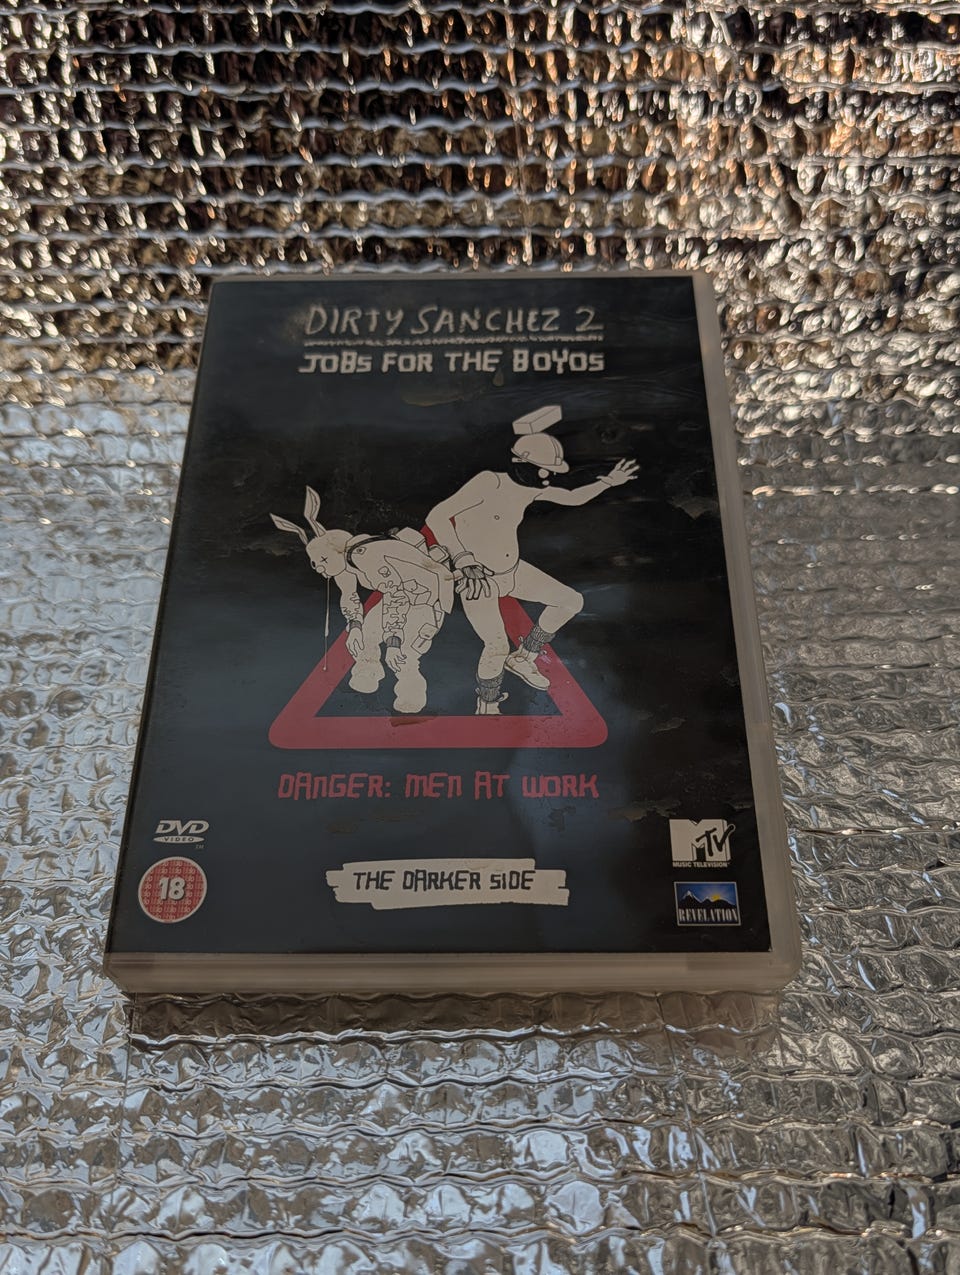 DIRTY SANCHEZ 2
JOBS FOR THE BOYOS
DANGER: MEN AT WORK
DVD
VIDEO
TM
18
THE DARKER SIDE
MTV
MUSIC TELEVISION
REVELATION